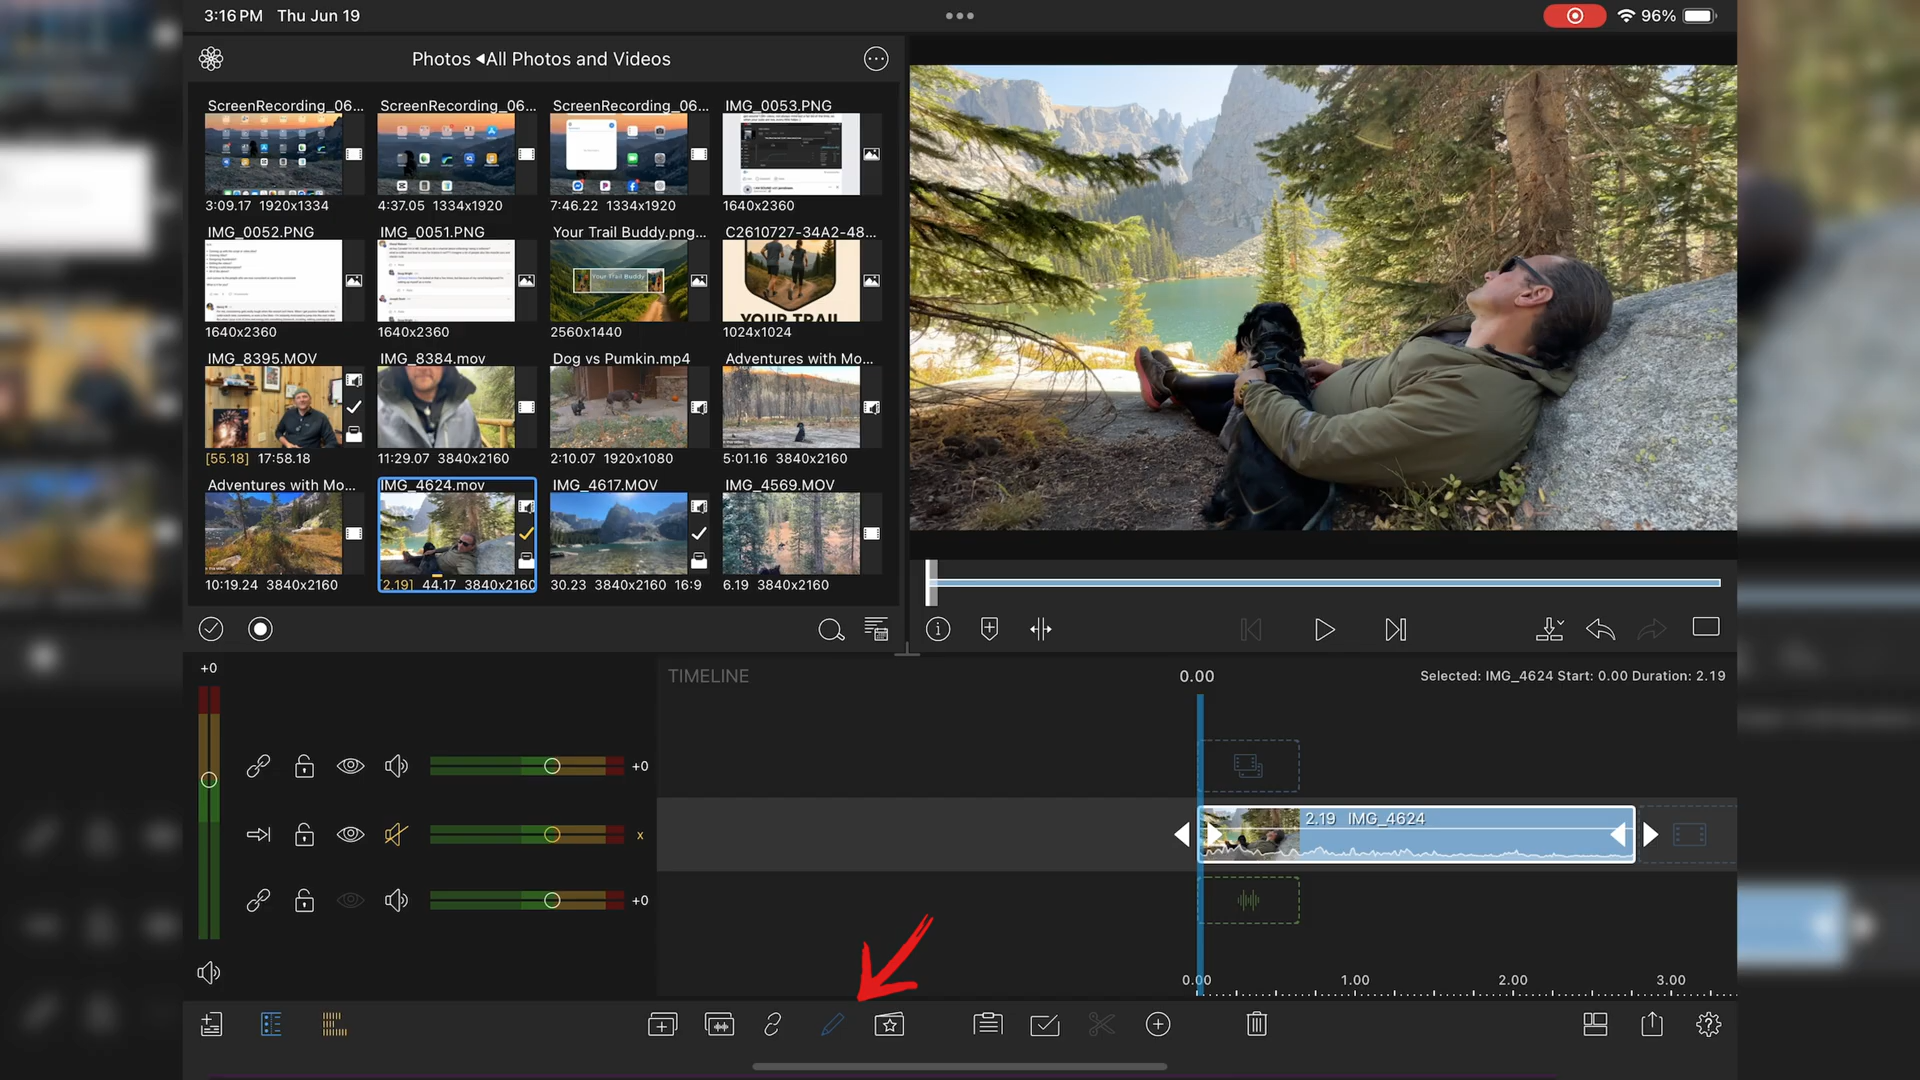 3:16 PM Thu Jun 19
96%
Photos ◂All Photos and Videos
ScreenRecording_06... ScreenRecording_06... ScreenRecording_06... IMG_0053.PNG
3:09.17 1920x1334 4:37.05 1334x1920 7:46.22 1334x1920 1640x2360
IMG_0052.PNG IMG_0051.PNG Your Trail Buddy.png... C2610727-34A2-48...
Your Trail Buddy
YOUR TRAIL
1640x2360 1640x2360 2560x1440 1024x1024
IMG_8395.MOV IMG_8384.mov Dog vs Pumkin.mp4 Adventures with Mo...
[55.18] 17:58.18 11:29.07 3840x2160 2:10.07 1920x1080 5:01.16 3840x2160
Adventures with Mo... IMG_4624.mov IMG_4617.MOV IMG_4569.MOV
10:19.24 3840x2160 [2.19] 44.17 3840x2160 30.23 3840x2160 16:9 6.19 3840x2160
+0
TIMELINE
0.00
Selected: IMG_4624 Start: 0.00 Duration: 2.19
+0
2.19 IMG_4624
x
+0
0.00 1.00 2.00 3.00